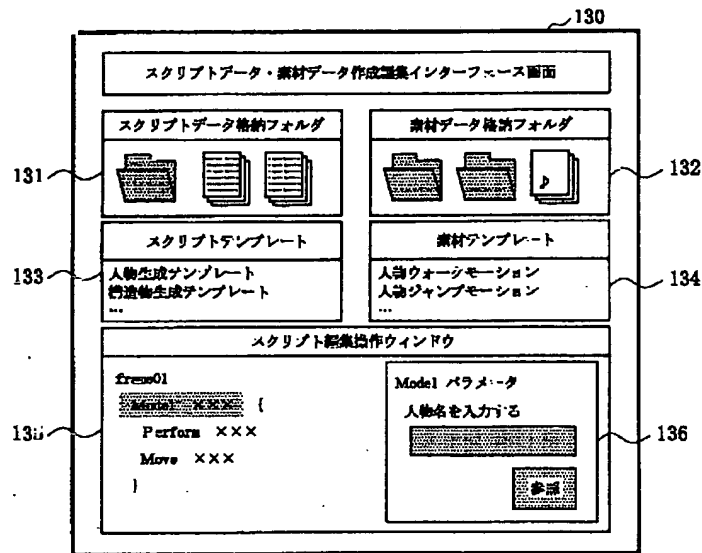 130
スクリプトデータ・素材データ作成編集インターフェース画面
スクリプトデータ格納フォルダ
素材データ格納フォルダ
131
132
スクリプトテンプレート
素材テンプレート
133
人物生成テンプレート
構造物生成テンプレート
...
人物ウォークモーション
人物ジャンプモーション
...
134
スクリプト編集操作ウィンドウ
frame01
Model ××× {
Perform ×××
Move ×××
}
Model パラメータ
人物名を入力する
参照
136